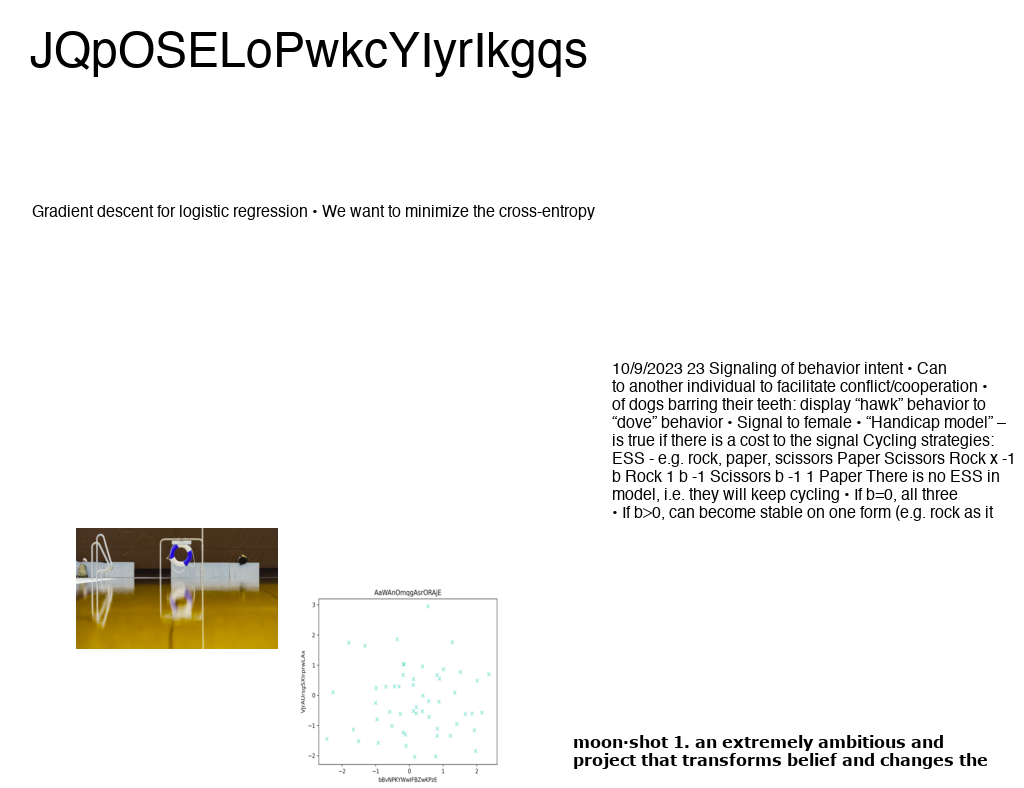 JQpOSELoPwkcYIyrIkgqs
Gradient descent for logistic regression • We want to minimize the cross-entropy
10/9/2023 23 Signaling of behavior intent • Can
to another individual to facilitate conflict/cooperation •
of dogs barring their teeth: display “hawk” behavior to
“dove” behavior • Signal to female • “Handicap model” –
is true if there is a cost to the signal Cycling strategies:
ESS - e.g. rock, paper, scissors Paper Scissors Rock x -1
b Rock 1 b -1 Scissors b -1 1 Paper There is no ESS in
model, i.e. they will keep cycling • If b=0, all three
• If b>0, can become stable on one form (e.g. rock as it
AaWAnOmqgAsrORAjE
3
2
1
0
−1
−2
−2 −1 0 1 2
moon·shot 1. an extremely ambitious and
project that transforms belief and changes the